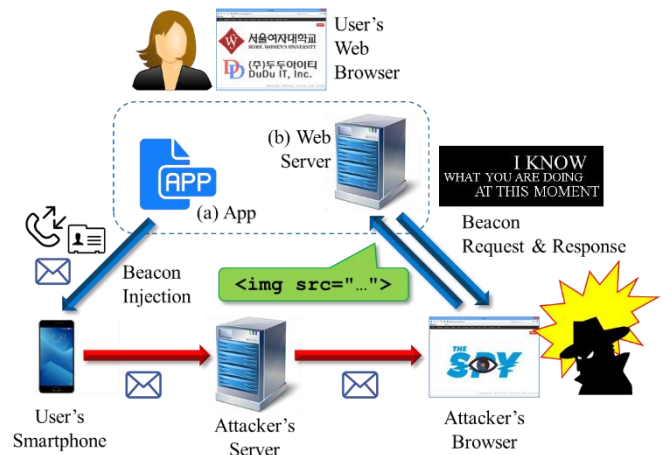 서울여자대학교
SEOUL WOMEN'S UNIVERSITY
DD (주)두두아이티
DuDu IT, Inc.
User's
Web
Browser
(b) Web
Server
APP
(a) App
I KNOW
WHAT YOU ARE DOING
AT THIS MOMENT
Beacon
Request & Response
Beacon
Injection
<img src="…">
THE
SPY
User's
Smartphone
Attacker's
Server
Attacker's
Browser